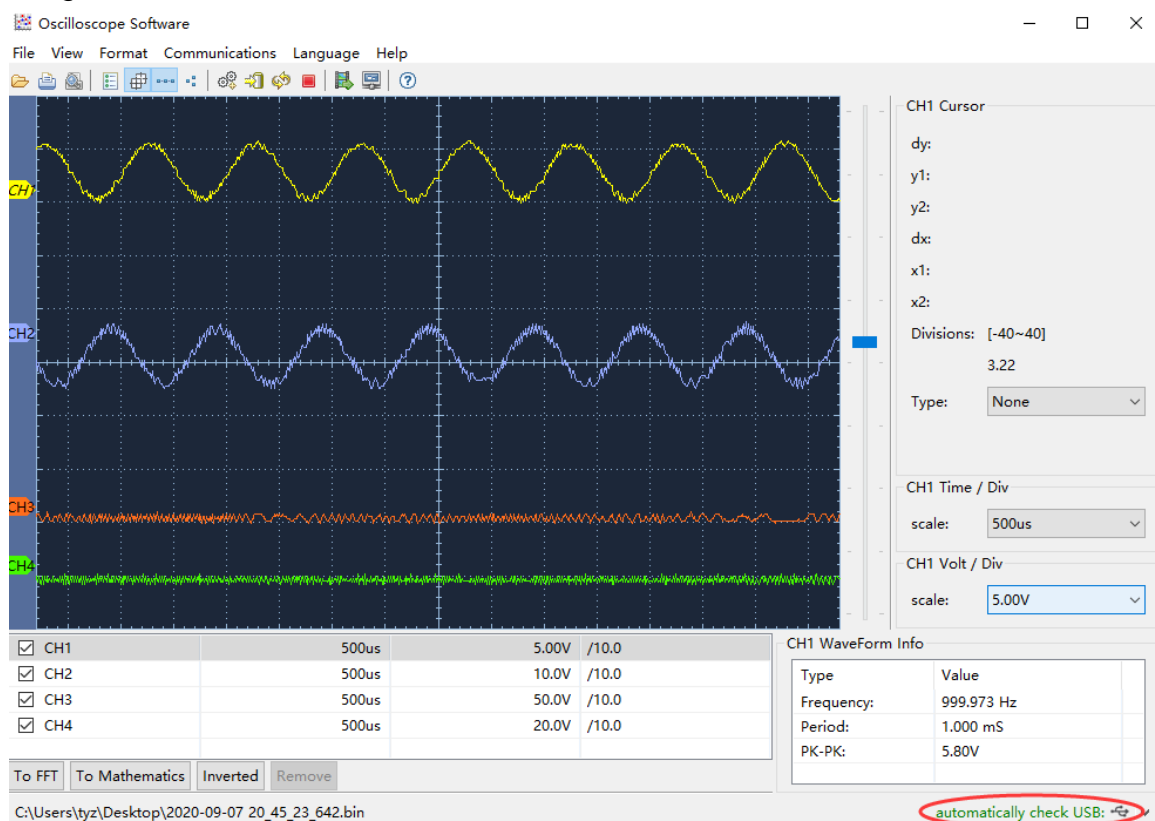 Oscilloscope Software
File View Format Communications Language Help
CH1 Cursor
dy:
y1:
y2:
dx:
x1:
x2:
Divisions: [-40~40]
3.22
Type: None
CH1 Time / Div
scale: 500us
CH1 Volt / Div
scale: 5.00V
CH2
CH3
CH4
CH1 500us 5.00V /10.0
CH2 500us 10.0V /10.0
CH3 500us 50.0V /10.0
CH4 500us 20.0V /10.0
CH1 WaveForm Info
Type Value
Frequency: 999.973 Hz
Period: 1.000 mS
PK-PK: 5.80V
To FFT To Mathematics Inverted Remove
C:\Users\tyz\Desktop\2020-09-07 20_45_23_642.bin
automatically check USB: